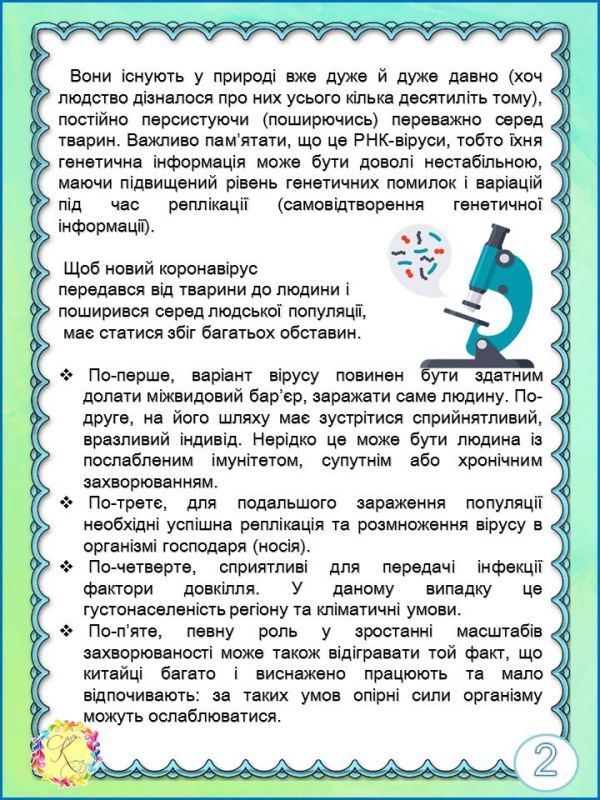 Вони існують у природі вже дуже й дуже давно (хоч
людство дізналося про них усього кілька десятиліть тому),
постійно персистуючи (поширюючись) переважно серед
тварин. Важливо пам’ятати, що це РНК-віруси, тобто їхня
генетична інформація може бути доволі нестабільною,
маючи підвищений рівень генетичних помилок і варіацій
під час реплікації (самовідтворення генетичної
інформації).
Щоб новий коронавірус
передався від тварини до людини і
поширився серед людської популяції,
має статися збіг багатьох обставин.
❖ По-перше, варіант вірусу повинен бути здатним
долати міжвидовий бар’єр, заражати саме людину. По-
друге, на його шляху має зустрітися сприйнятливий,
вразливий індивід. Нерідко це може бути людина із
послабленим імунітетом, супутнім або хронічним
захворюванням.
❖ По-третє, для подальшого зараження популяції
необхідні успішна реплікація та розмноження вірусу в
організмі господаря (носія).
❖ По-четверте, сприятливі для передачі інфекції
фактори довкілля. У даному випадку це
густонаселеність регіону та кліматичні умови.
❖ По-п’яте, певну роль у зростанні масштабів
захворюваності може також відігравати той факт, що
китайці багато і виснажено працюють та мало
відпочивають: за таких умов опірні сили організму
можуть ослаблюватися.
К
2